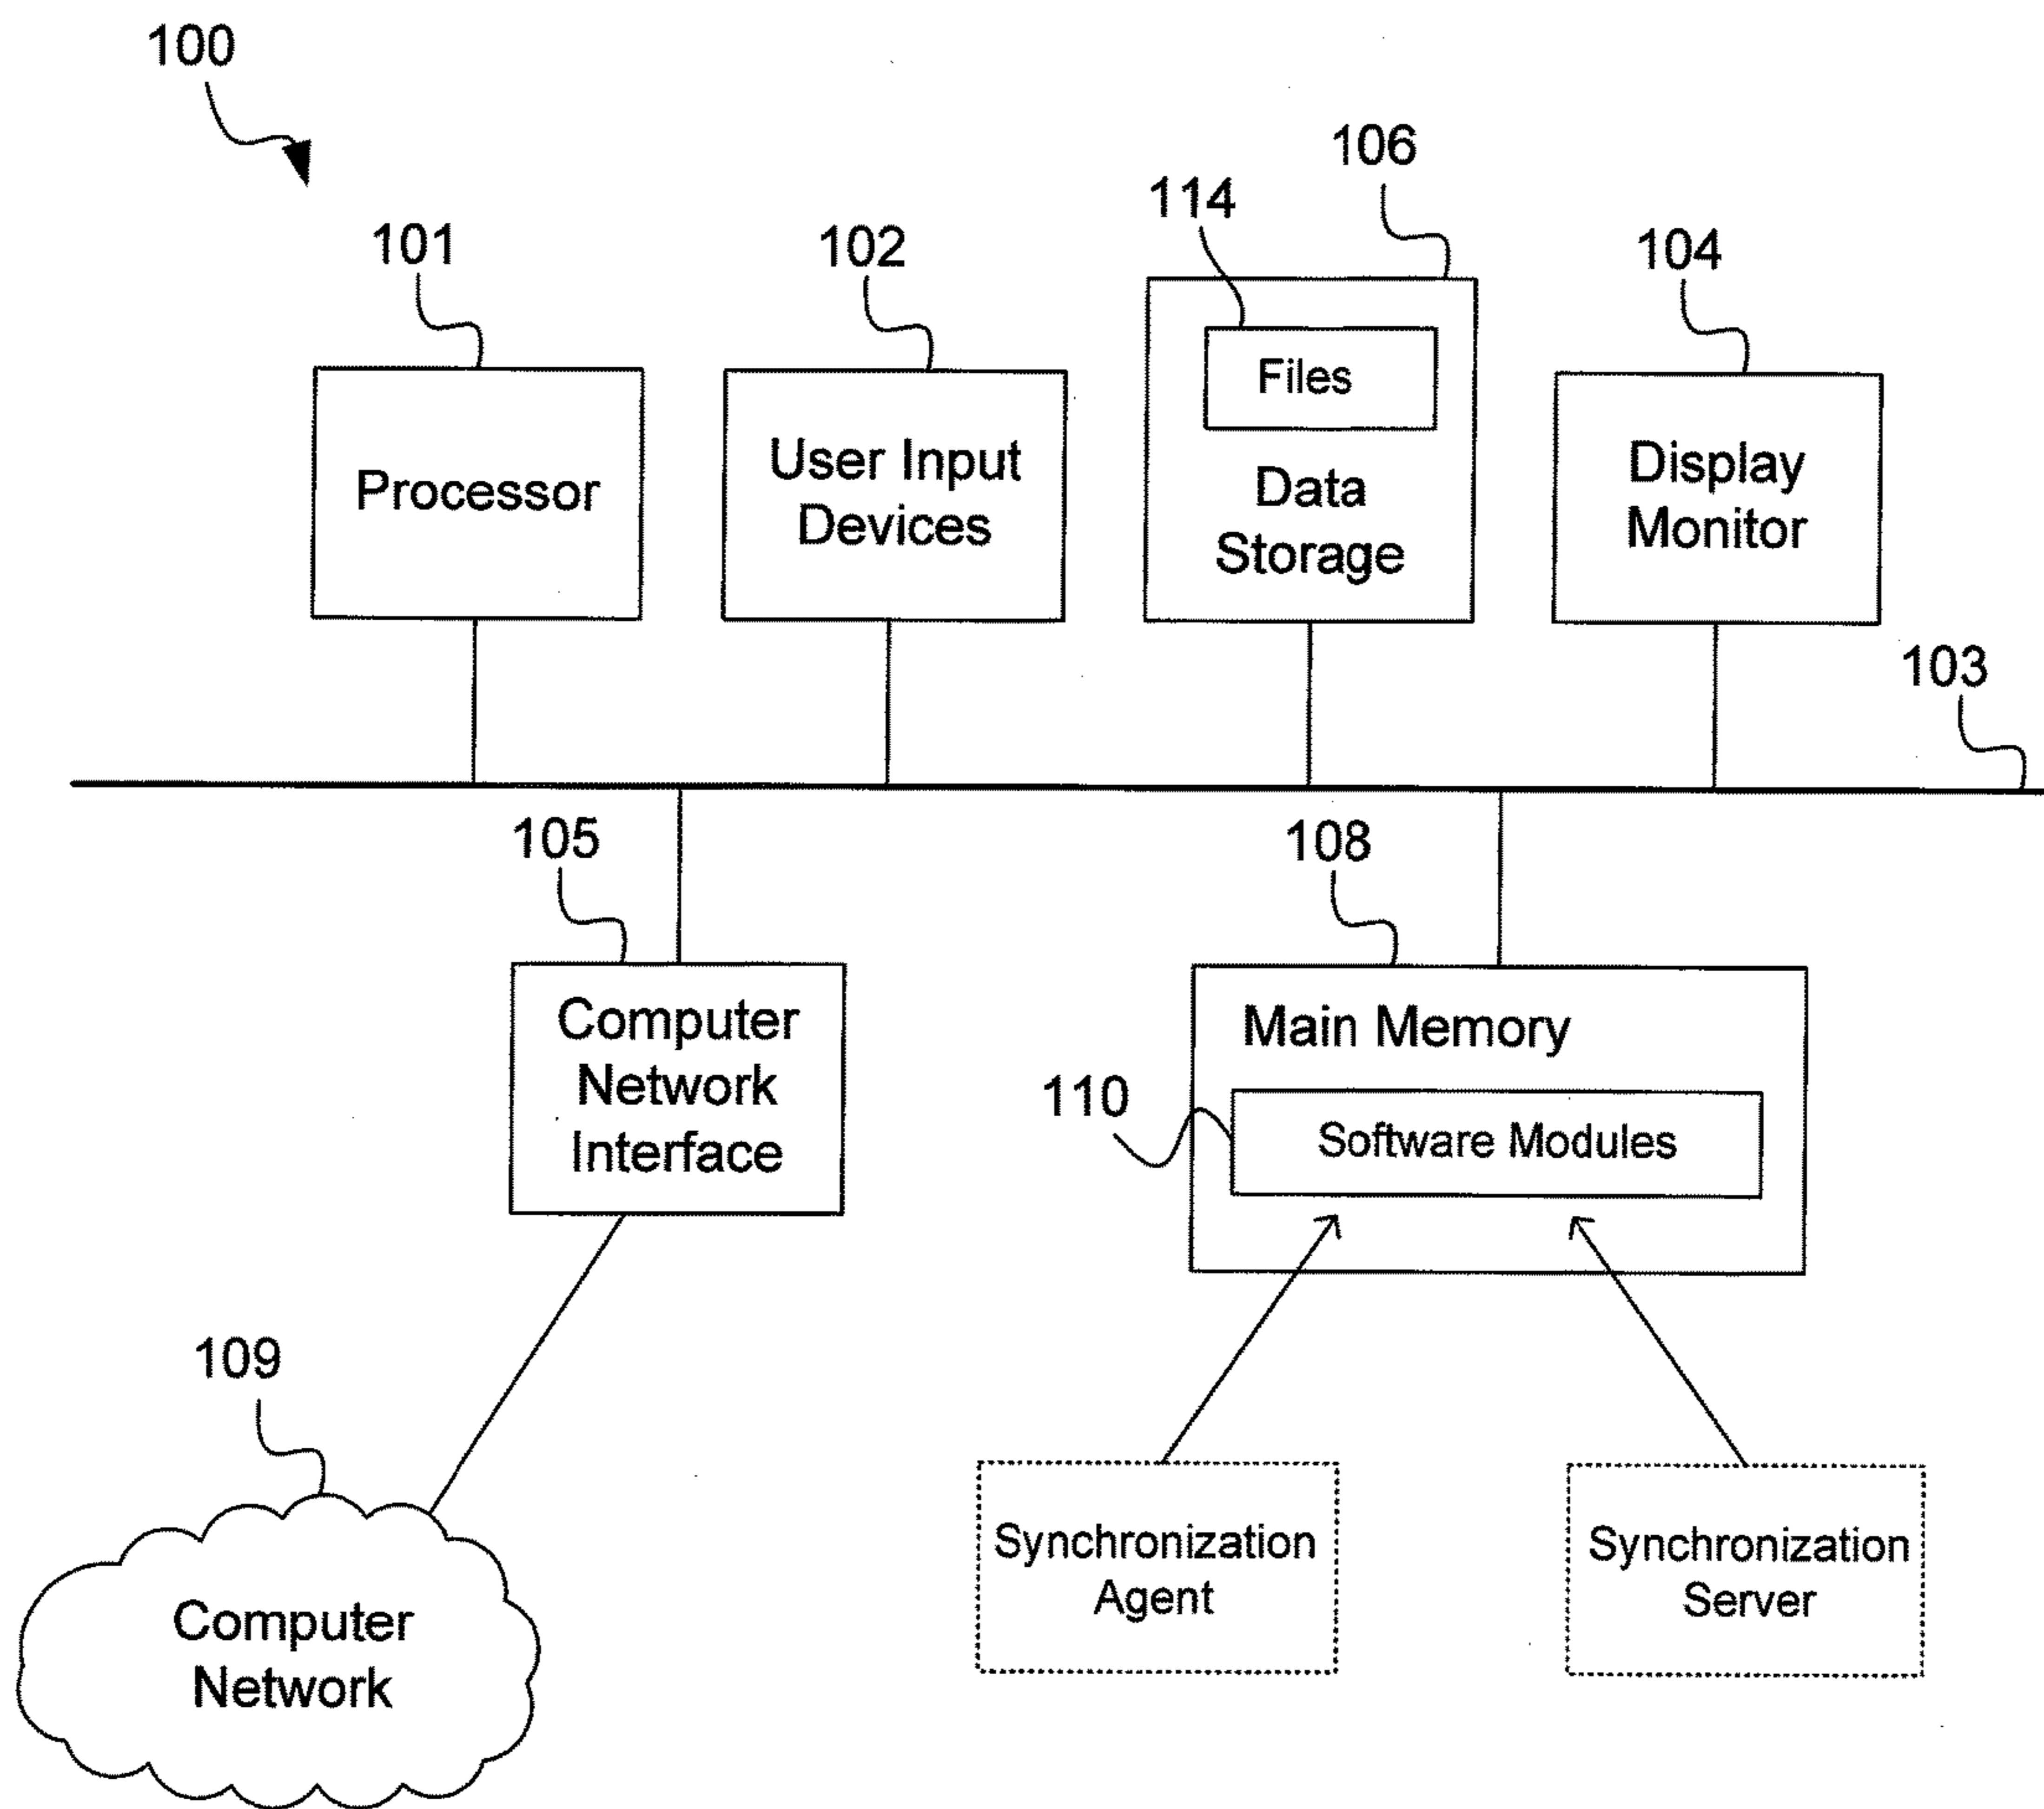 100
106
114
101
102
104
Files
Processor
User Input
Devices
Data
Storage
Display
Monitor
103
105
108
Computer
Network
Interface
Main Memory
110
Software Modules
109
Synchronization
Agent
Synchronization
Server
Computer
Network